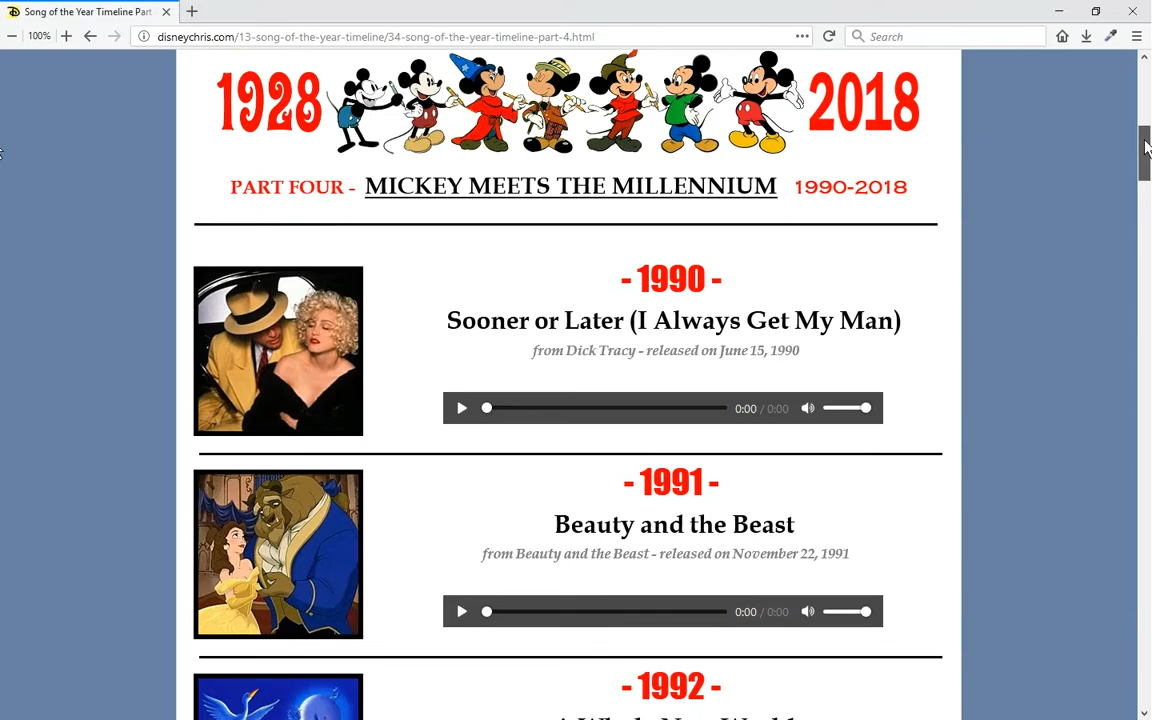 Song of the Year Timeline Part
100%
disneychris.com/13-song-of-the-year-timeline/34-song-of-the-year-timeline-part-4.html
Search
1928
2018
PART FOUR - MICKEY MEETS THE MILLENNIUM 1990-2018
- 1990 -
Sooner or Later (I Always Get My Man)
from Dick Tracy - released on June 15, 1990
0:00 / 0:00
- 1991 -
Beauty and the Beast
from Beauty and the Beast - released on November 22, 1991
0:00 / 0:00
- 1992 -